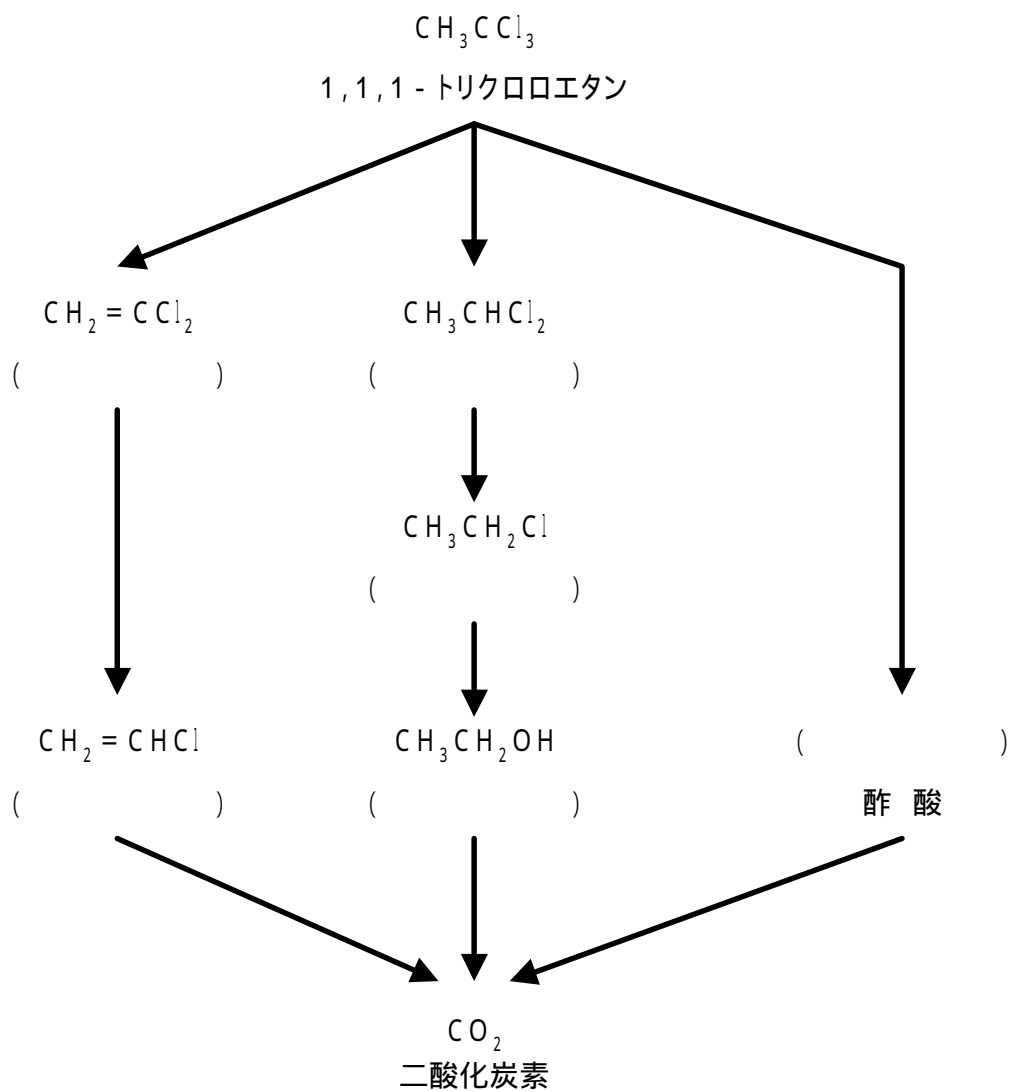 CH₃CCl₃
1,1,1-トリクロロエタン
CH₂=CCl₂ CH₃CHCl₂
( ) ( )
CH₃CH₂Cl
( )
CH₂=CHCl CH₃CH₂OH ( )
( ) ( ) 酢 酸
CO₂
二酸化炭素